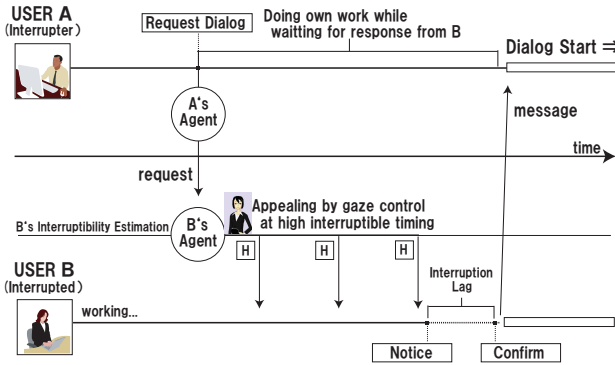 USER A
(Interrupter)
Request Dialog
Doing own work while
waiting for response from B
Dialog Start ⇒
A's
Agent
message
time
request
Appealing by gaze control
at high interruptible timing
B's Interruptibility Estimation
B's
Agent
H
H
H
USER B
(Interrupted)
working...
Interruption
Lag
Notice
Confirm